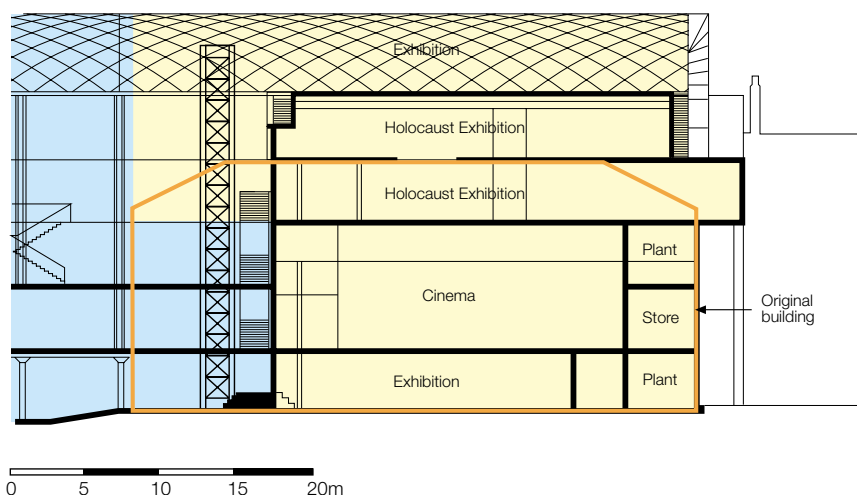 Exhibition
Holocaust Exhibition
Holocaust Exhibition
Plant
Cinema
Original
building
Store
Exhibition
Plant
0 5 10 15 20m